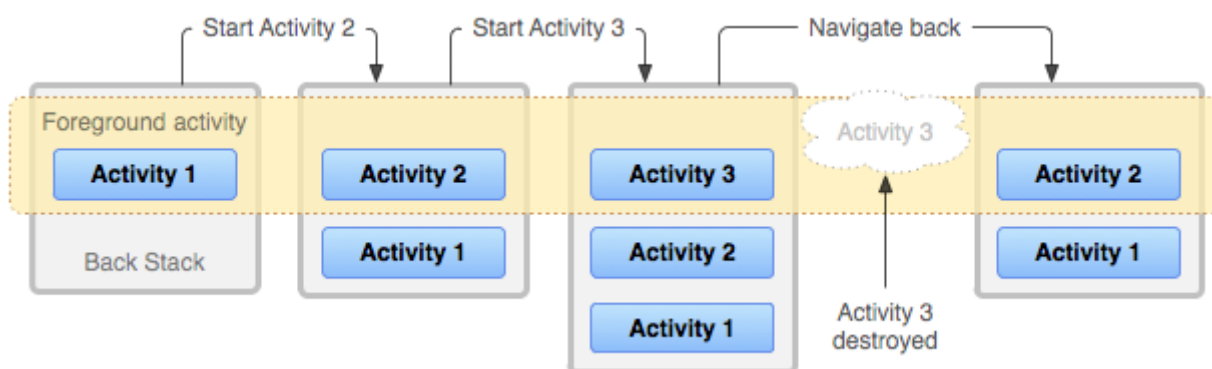 Start Activity 2
Start Activity 3
Navigate back
Foreground activity
Activity 1
Back Stack
Activity 2
Activity 1
Activity 3
Activity 2
Activity 1
Activity 3
Activity 3
destroyed
Activity 2
Activity 1